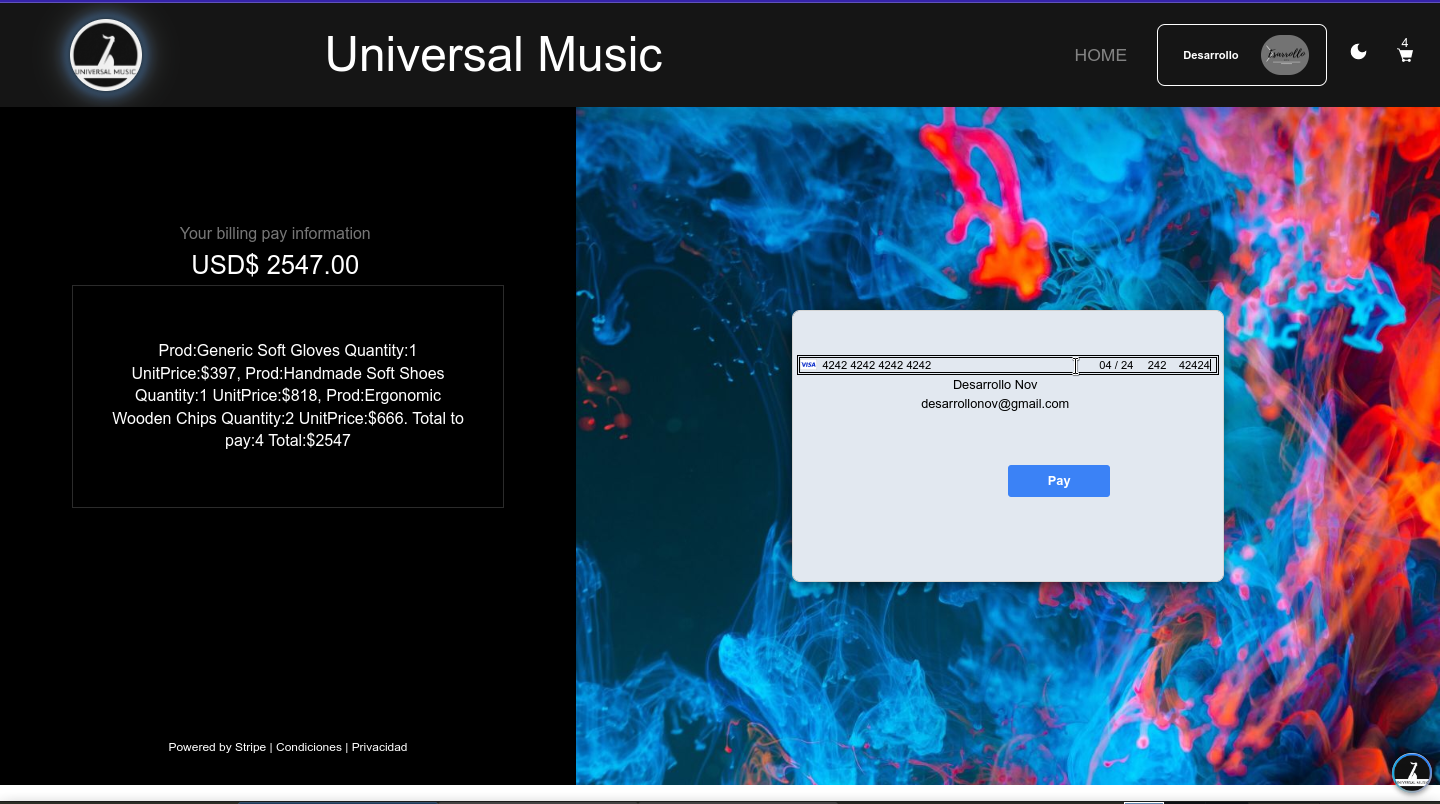 UNIVERSAL MUSIC
Universal Music
HOME
Desarrollo
Desarrollo
4
Your billing pay information
USD$ 2547.00
Prod:Generic Soft Gloves Quantity:1
UnitPrice:$397, Prod:Handmade Soft Shoes
Quantity:1 UnitPrice:$818, Prod:Ergonomic
Wooden Chips Quantity:2 UnitPrice:$666. Total to
pay:4 Total:$2547
VISA 4242 4242 4242 4242 04 / 24 242 42424
Desarrollo Nov
desarrollonov@gmail.com
Pay
Powered by Stripe | Condiciones | Privacidad
UNIVERSAL MUSIC